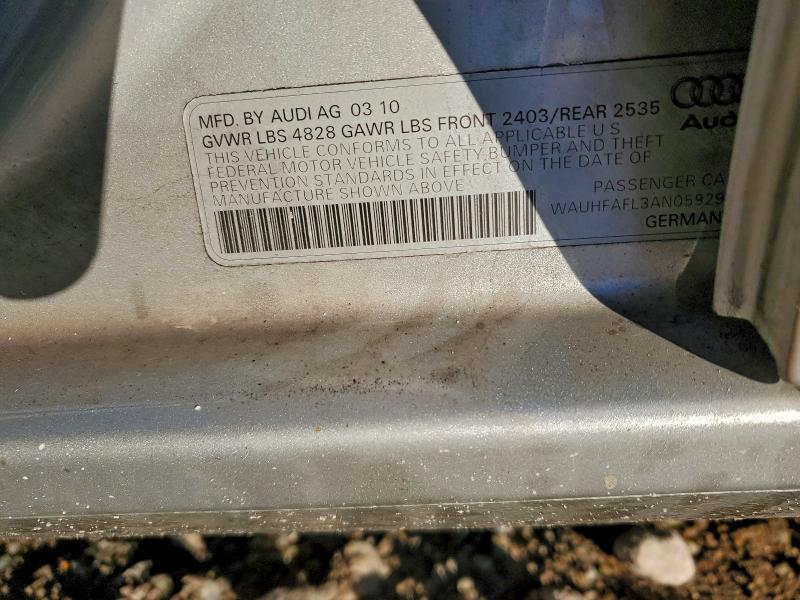 MFD. BY AUDI AG 03 10
GVWR LBS 4828 GAWR LBS FRONT 2403/REAR 2535
THIS VEHICLE CONFORMS TO ALL APPLICABLE U S
FEDERAL MOTOR VEHICLE SAFETY,BUMPER AND THEFT
PREVENTION STANDARDS IN EFFECT ON THE DATE OF
MANUFACTURE SHOWN ABOVE
Aud
PASSENGER CA
WAUHFAFL3AN05929
GERMAN